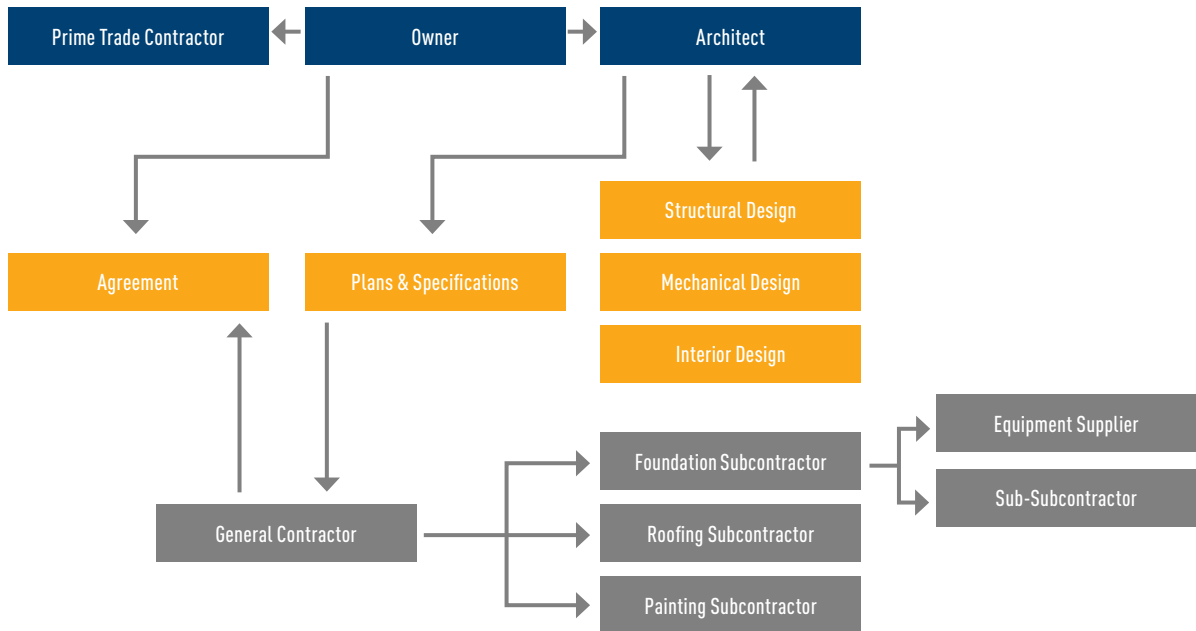 Prime Trade Contractor
Owner
Architect
Structural Design
Agreement
Plans & Specifications
Mechanical Design
Interior Design
Equipment Supplier
Foundation Subcontractor
Sub-Subcontractor
General Contractor
Roofing Subcontractor
Painting Subcontractor